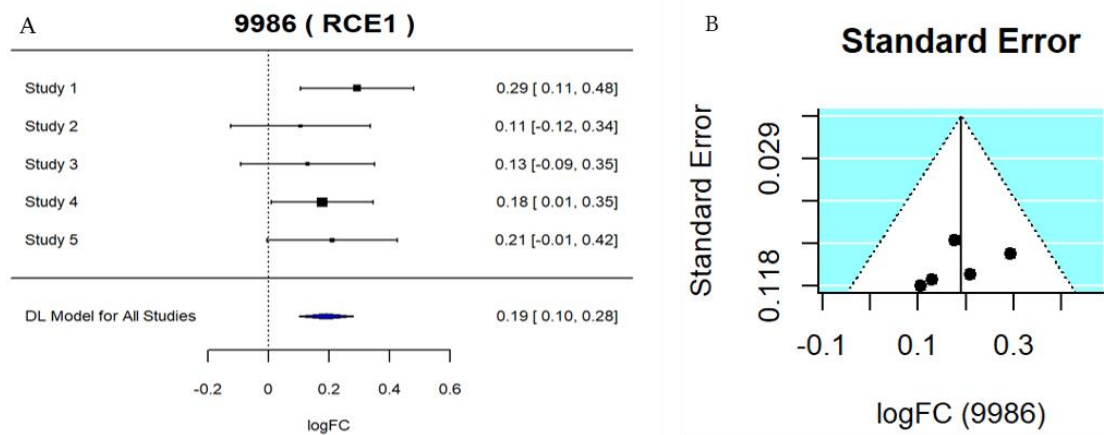 A
9986 ( RCE1 )
Study 1 0.29 [ 0.11, 0.48]
Study 2 0.11 [-0.12, 0.34]
Study 3 0.13 [-0.09, 0.35]
Study 4 0.18 [ 0.01, 0.35]
Study 5 0.21 [-0.01, 0.42]
DL Model for All Studies 0.19 [ 0.10, 0.28]
-0.2 0 0.2 0.4 0.6
logFC
B
Standard Error
Standard Error
0.029
0.118
-0.1 0.1 0.3
logFC (9986)